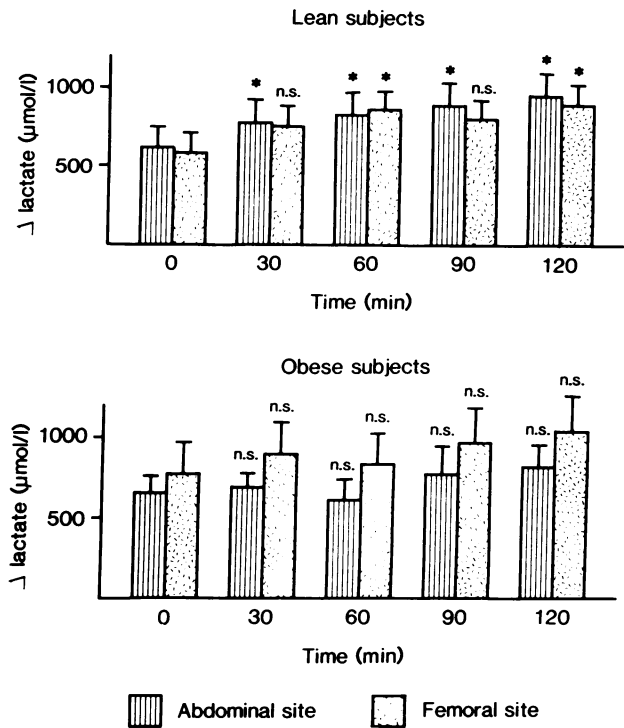 Lean subjects
Δ lactate (µmol/l)
1000
500
*
n.s.
*
*
*
n.s.
*
*
0
30
60
90
120
Time (min)
Obese subjects
Δ lactate (µmol/l)
1000
500
n.s.
n.s.
n.s.
n.s.
n.s.
n.s.
n.s.
n.s.
0
30
60
90
120
Time (min)
Abdominal site
Femoral site